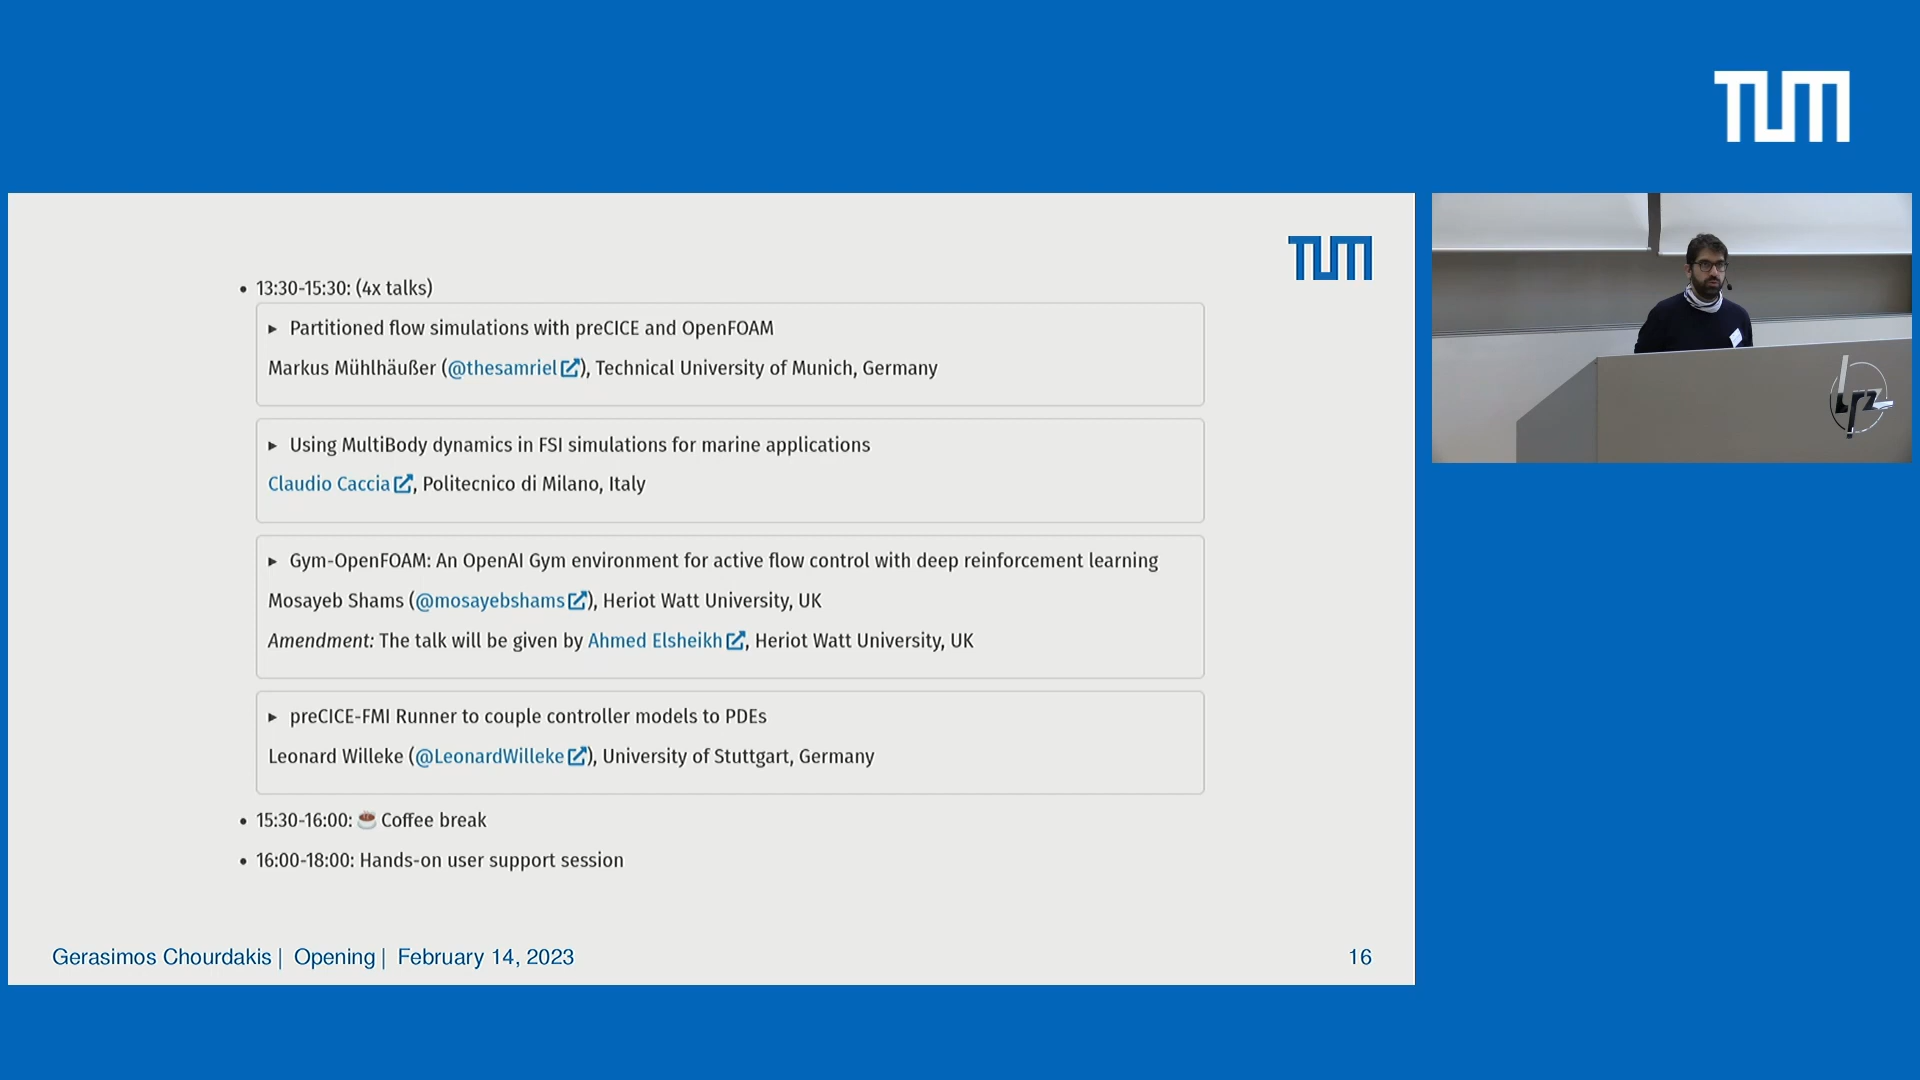 TUM
TUM
• 13:30-15:30: (4x talks)
▸ Partitioned flow simulations with preCICE and OpenFOAM
Markus Mühlhäußer (@thesamriel), Technical University of Munich, Germany
▸ Using MultiBody dynamics in FSI simulations for marine applications
Claudio Caccia, Politecnico di Milano, Italy
▸ Gym-OpenFOAM: An OpenAI Gym environment for active flow control with deep reinforcement learning
Mosayeb Shams (@mosayebshams), Heriot Watt University, UK
Amendment: The talk will be given by Ahmed Elsheikh, Heriot Watt University, UK
▸ preCICE-FMI Runner to couple controller models to PDEs
Leonard Willeke (@LeonardWilleke), University of Stuttgart, Germany
• 15:30-16:00: ☕ Coffee break
• 16:00-18:00: Hands-on user support session
Gerasimos Chourdakis | Opening | February 14, 2023
16
lrz